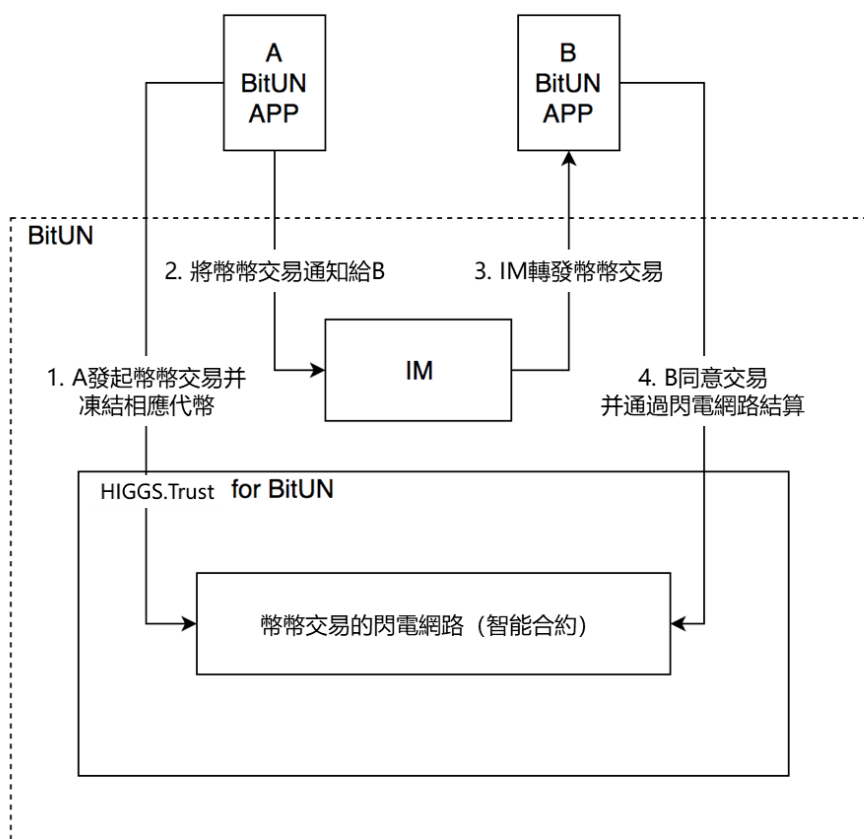 A
BitUN
APP
B
BitUN
APP
BitUN
2. 將幣幣交易通知給B
3. IM轉發幣幣交易
IM
1. A發起幣幣交易并
凍結相應代幣
4. B同意交易
并通過閃電網路結算
HIGGS.Trust for BitUN
幣幣交易的閃電網路（智能合約）